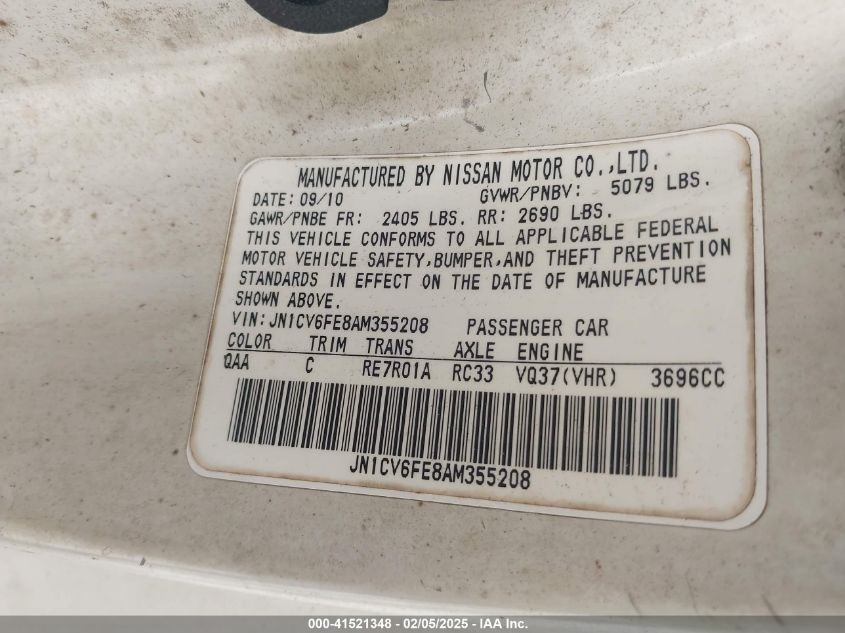 MANUFACTURED BY NISSAN MOTOR CO.,LTD.
DATE: 09/10 GVWR/PNBV: 5079 LBS.
GAWR/PNBE FR: 2405 LBS. RR: 2690 LBS.
THIS VEHICLE CONFORMS TO ALL APPLICABLE FEDERAL
MOTOR VEHICLE SAFETY,BUMPER,AND THEFT PREVENTION
STANDARDS IN EFFECT ON THE DATE OF MANUFACTURE
SHOWN ABOVE.
VIN:JN1CV6FE8AM355208 PASSENGER CAR
COLOR TRIM TRANS AXLE ENGINE
QAA C RE7R01A RC33 VQ37(VHR) 3696CC
JN1CV6FE8AM355208
000-41521348 - 02/05/2025 - IAA Inc.